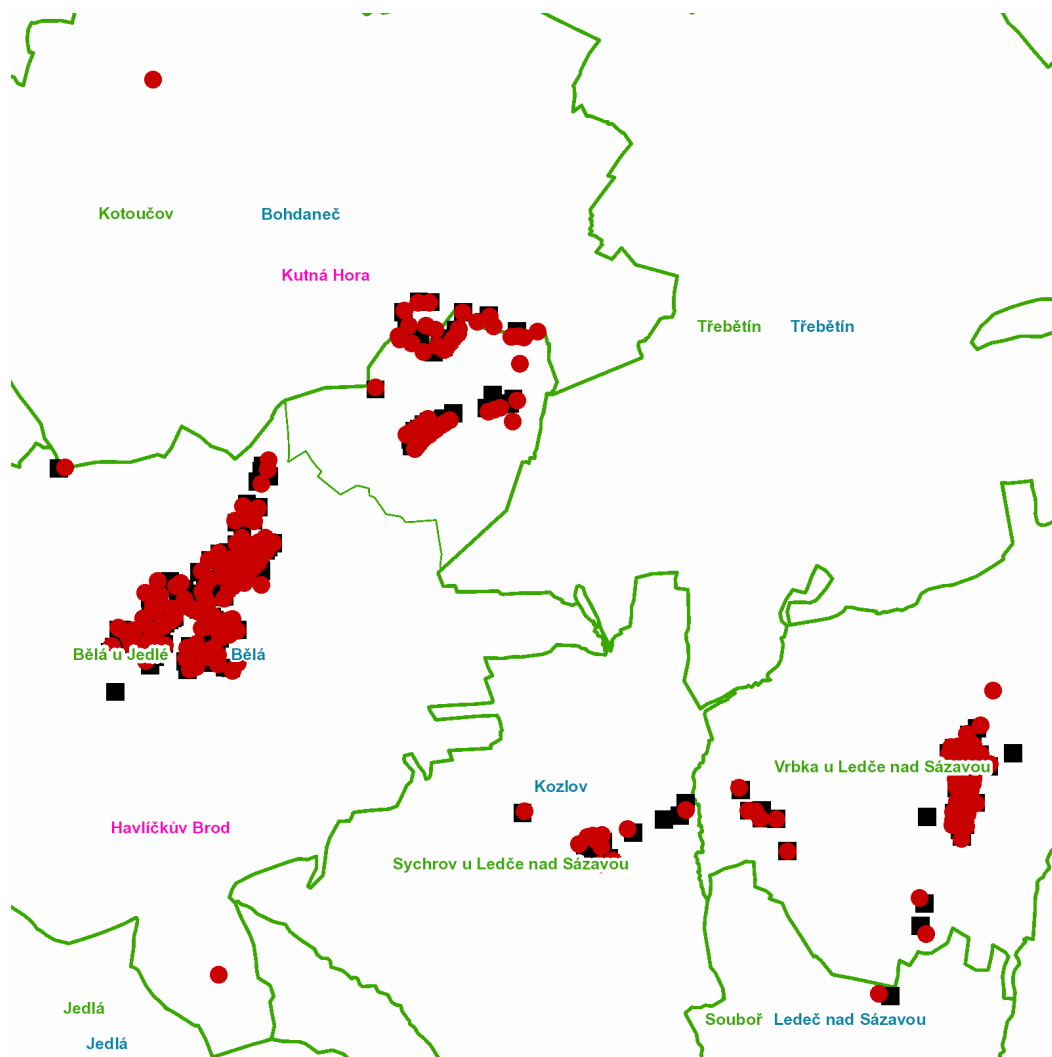 Kotoučov
Bohdaneč
Kutná Hora
Třebětín
Třebětín
Bělá u Jedlé
Bělá
Vrbka u Ledče nad Sázavou
Kozlov
Havlíčkův Brod
Sychrov u Ledče nad Sázavou
Jedlá
Souboř
Ledeč nad Sázavou
Jedlá